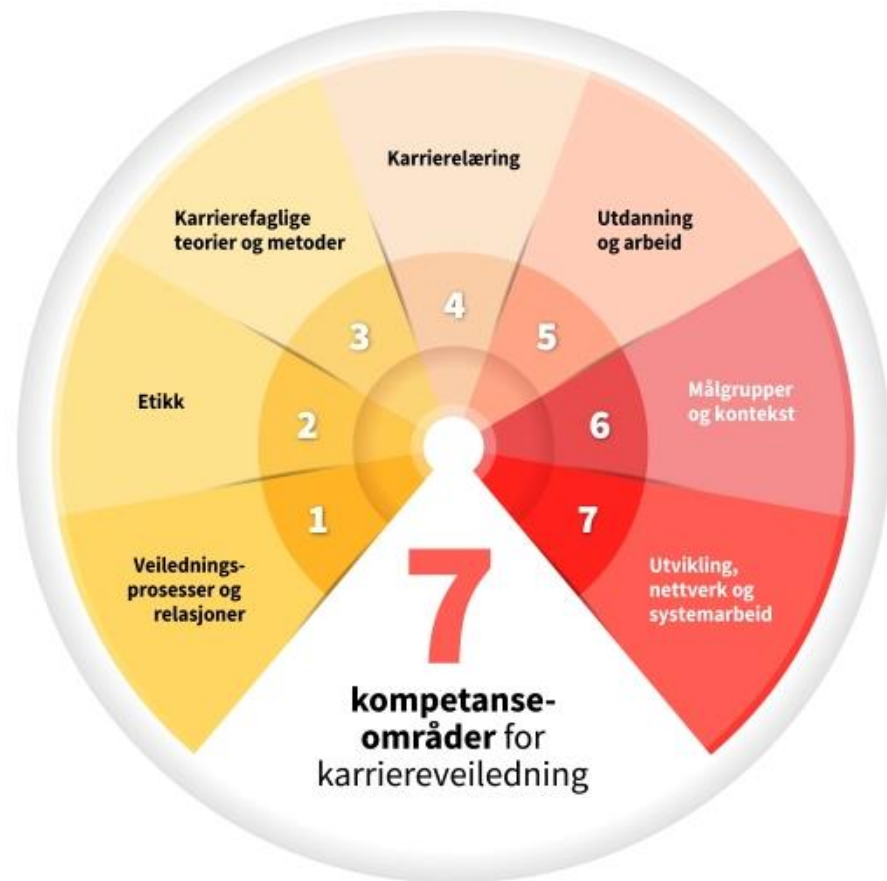 Karrierelæring
Karrierefaglige
teorier og metoder
Utdanning
og arbeid
4
3
5
Etikk
2
6
Målgrupper
og kontekst
1
7
Veilednings-
prosesser og
relasjoner
Utvikling,
nettverk og
systemarbeid
7
kompetanse-
områder for
karriereveiledning